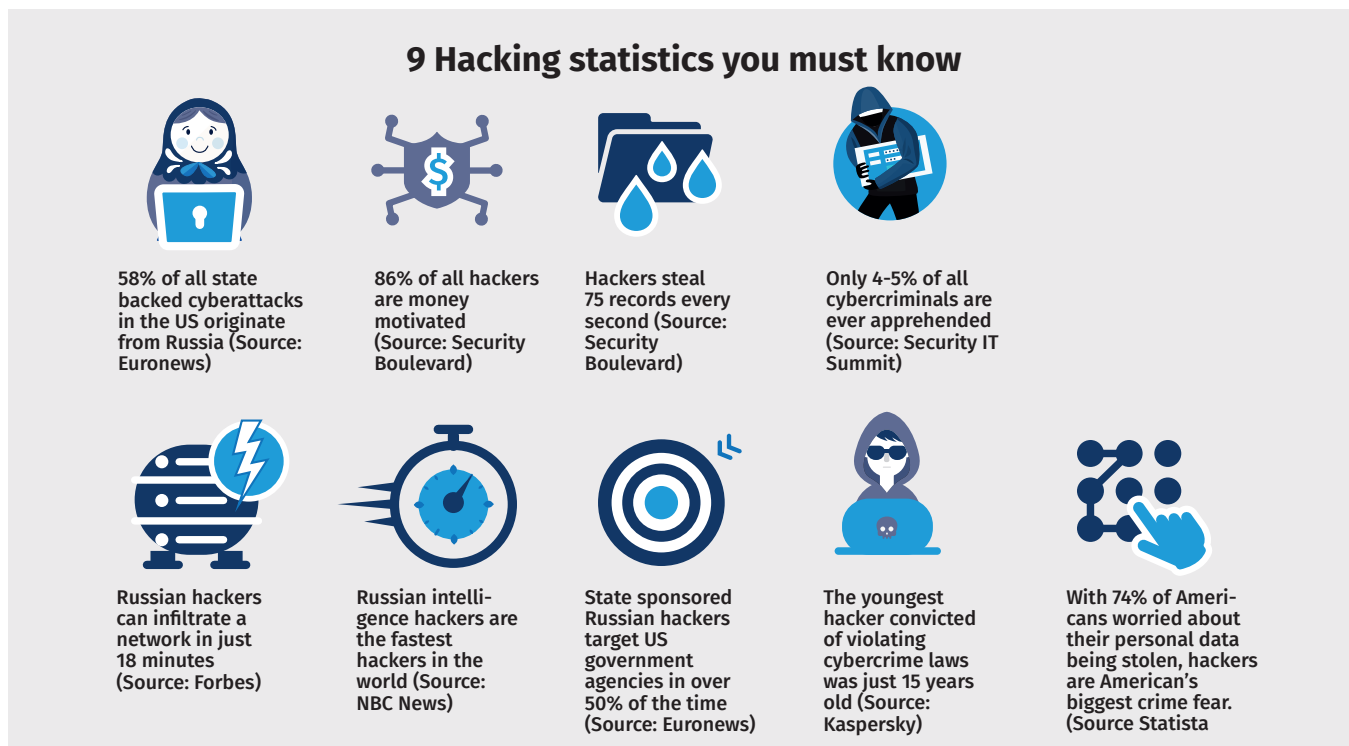 9 Hacking statistics you must know
58% of all state
backed cyberattacks
in the US originate
from Russia (Source:
Euronews)
86% of all hackers
are money
motivated
(Source: Security
Boulevard)
Hackers steal
75 records every
second (Source:
Security
Boulevard)
Only 4-5% of all
cybercriminals are
ever apprehended
(Source: Security IT
Summit)
Russian hackers
can infiltrate a
network in just
18 minutes
(Source: Forbes)
Russian intelli-
gence hackers are
the fastest
hackers in the
world (Source:
NBC News)
State sponsored
Russian hackers
target US
government
agencies in over
50% of the time
(Source: Euronews)
The youngest
hacker convicted
of violating
cybercrime laws
was just 15 years
old (Source:
Kaspersky)
With 74% of Ameri-
cans worried about
their personal data
being stolen, hackers
are American's
biggest crime fear.
(Source Statista